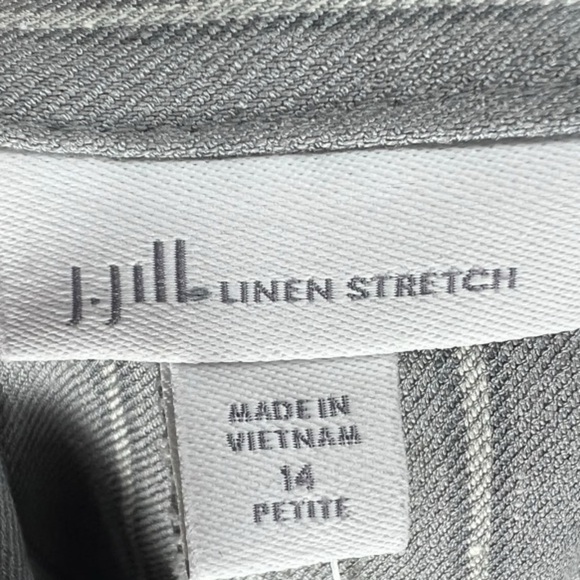 J.Jill LINEN STRETCH
MADE IN
VIETNAM
14
PETITE